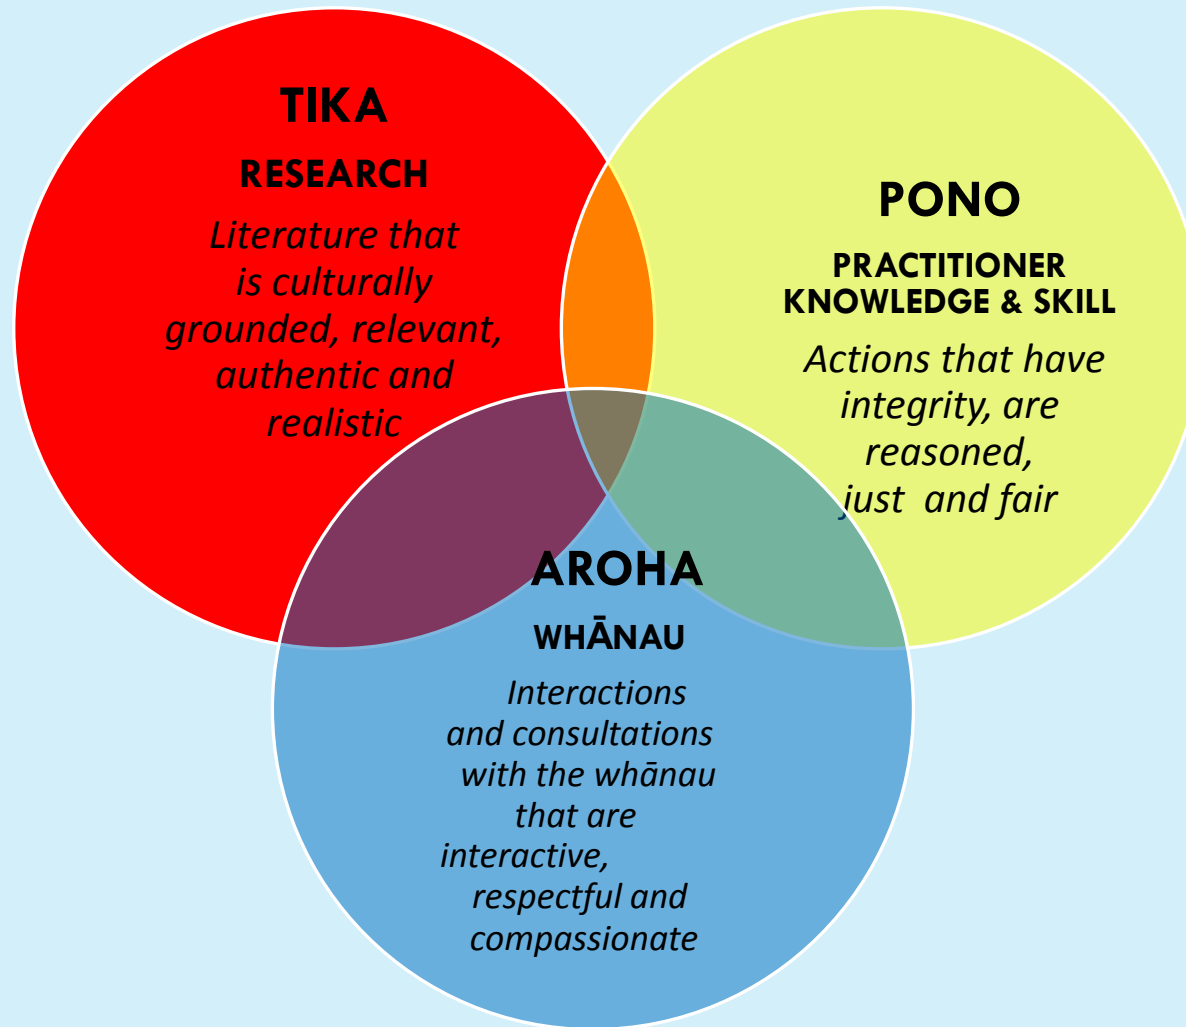 TIKA
RESEARCH
Literature that
is culturally
grounded, relevant,
authentic and
realistic
PONO
PRACTITIONER
KNOWLEDGE & SKILL
Actions that have
integrity, are
reasoned,
just and fair
AROHA
WHĀNAU
Interactions
and consultations
with the whānau
that are
interactive,
respectful and
compassionate